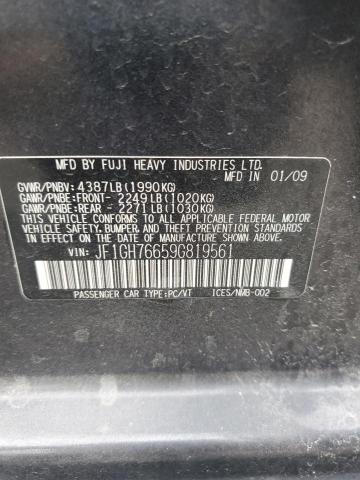 MFD BY FUJI HEAVY INDUSTRIES LTD.
MFD IN 01/09
GVWR/PNBV: 4387LB(1990KG)
GAWR/PNBE:FRONT- 2249LB(1020KG)
GAWR/PNBE:REAR - 2271LB(1030KG)
THIS VEHICLE CONFORMS TO ALL APPLICABLE FEDERAL MOTOR
VEHICLE SAFETY, BUMPER, AND THEFT PREVENTION STANDARDS
IN EFFECT ON THE DATE OF MANUFACTURE SHOWN ABOVE.
VIN: JF1GH76659G819561
PASSENGER CAR TYPE:PC/VT ICES/NMB-002